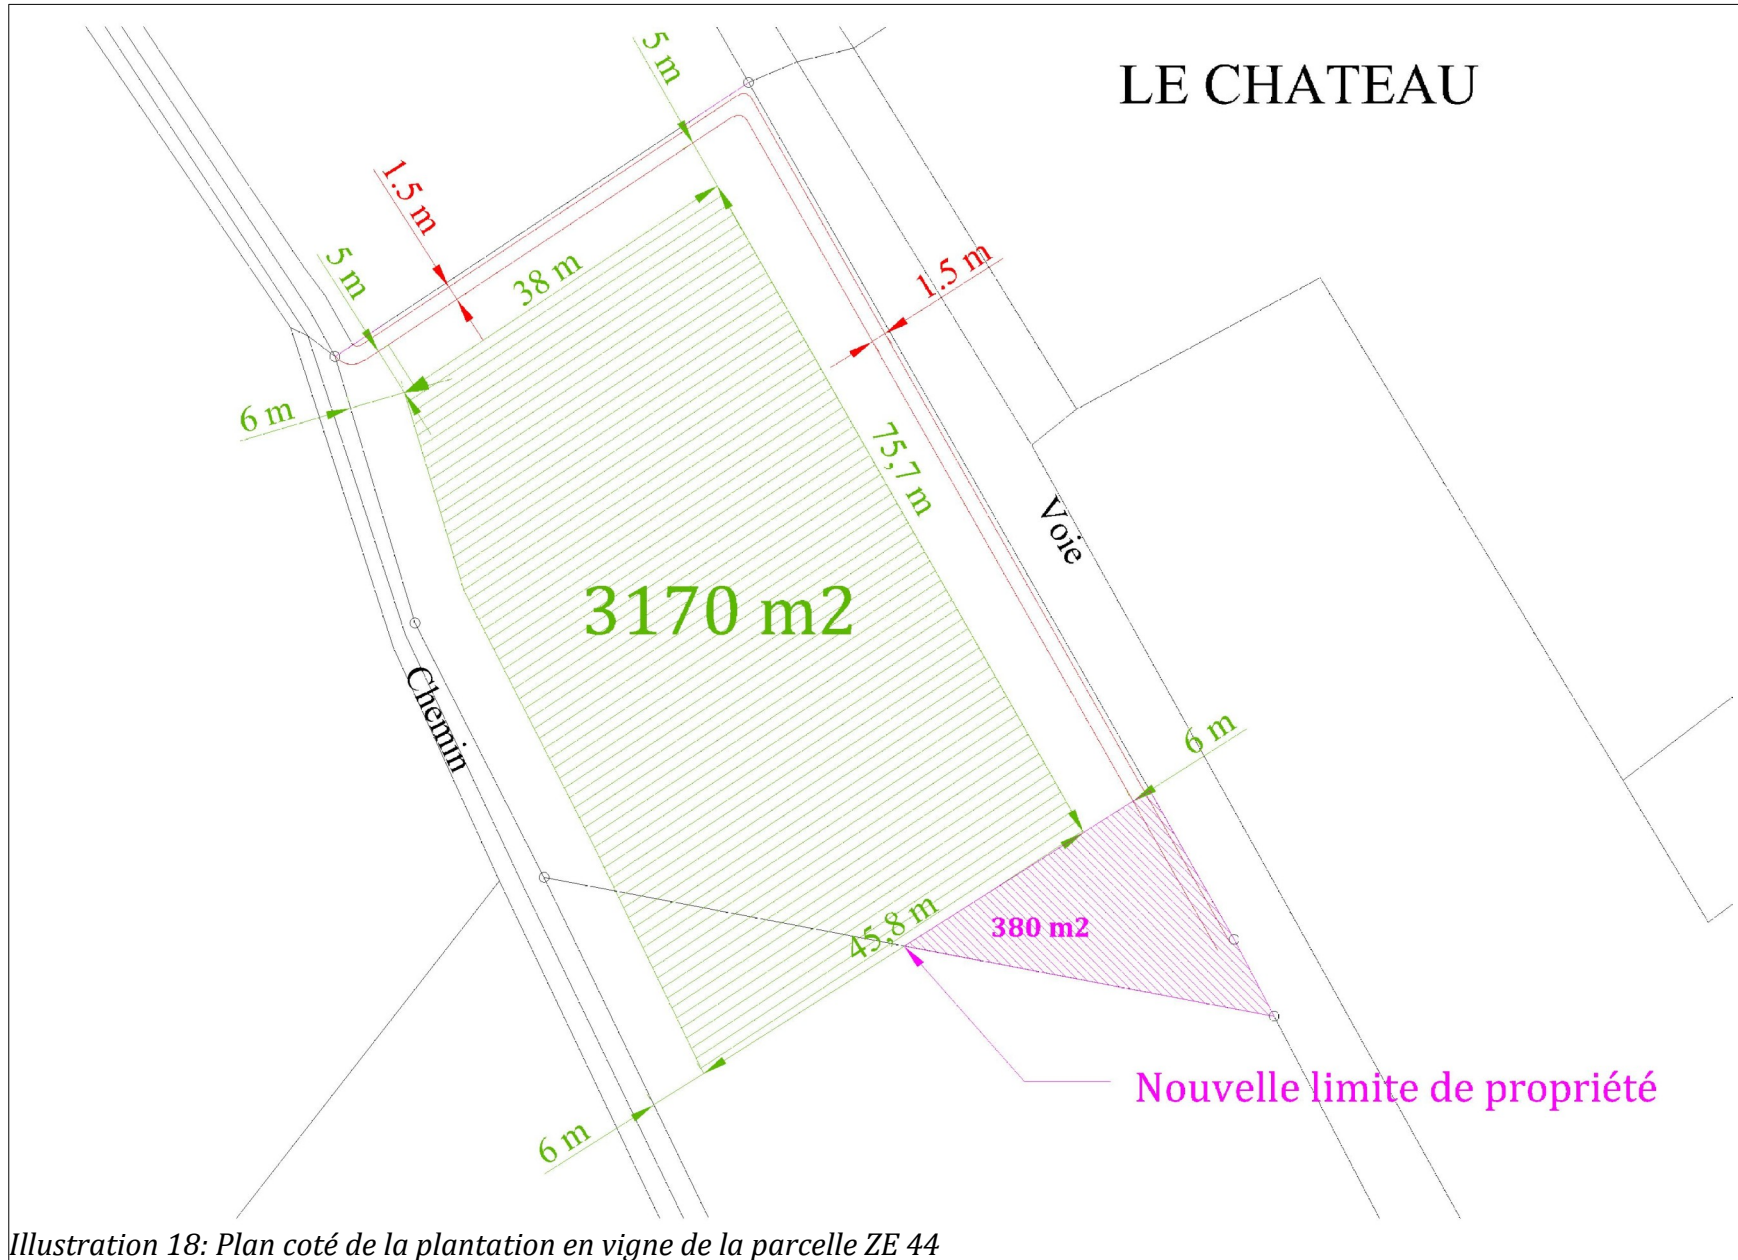 5 m
LE CHATEAU
1.5 m
5 m
38 m
1.5 m
6 m
75,7 m
Voie
3170 m2
Chemin
6 m
45,8 m
380 m2
Nouvelle limite de propriété
6 m
Illustration 18: Plan coté de la plantation en vigne de la parcelle ZE 44